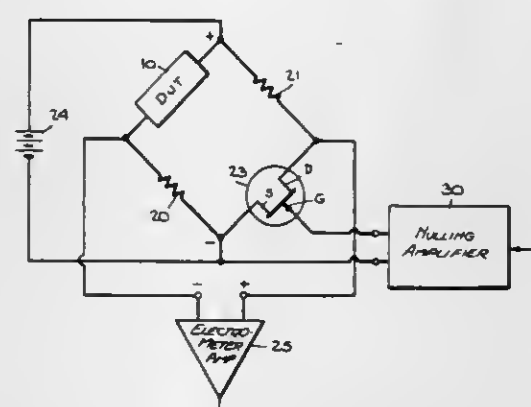 +
10
DUT
21
24
23
D
S
G
20
30
-
NULLING
AMPLIFIER
- +
ELECTRO-
METER
AMP
25